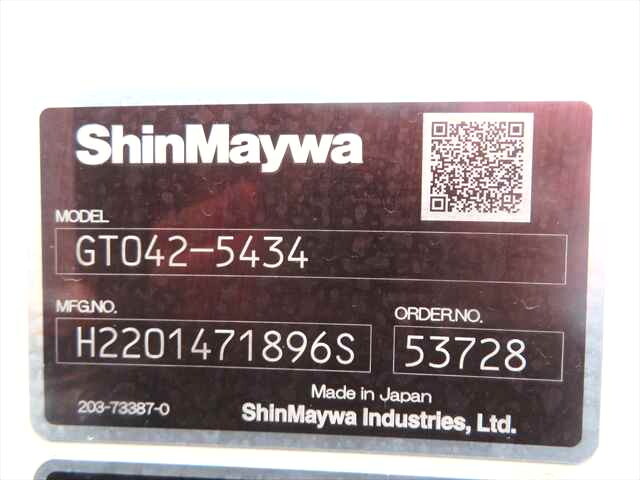 ShinMaywa
MODEL
GT042-5434
MFG.NO.
ORDER.NO.
H2201471896S
53728
Made in Japan
203-73387-0
ShinMaywa Industries, Ltd.